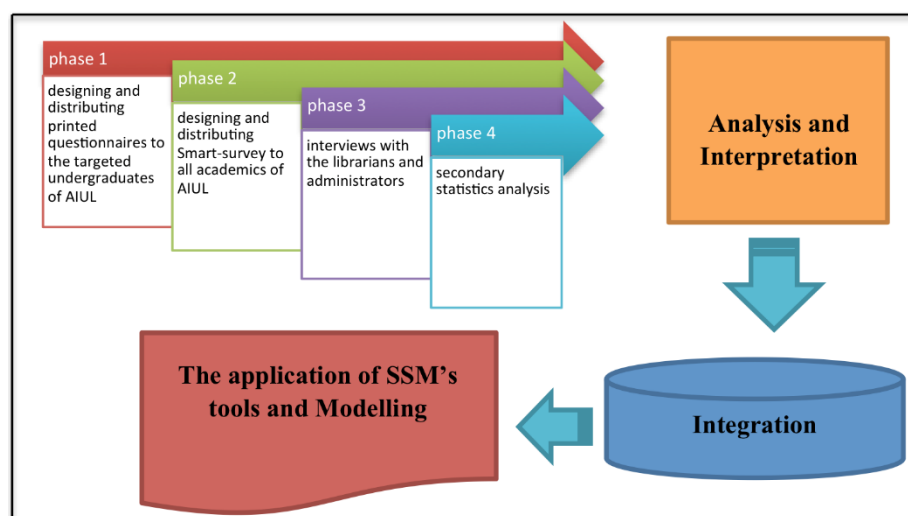 phase 1
designing and
distributing
printed
questionnaires to
the targeted
undergraduates
of AIUL
phase 2
designing and
distributing
Smart-survey to
all academics of
AIUL
phase 3
interviews with
the librarians and
administrators
phase 4
secondary
statistics analysis
Analysis and
Interpretation
Integration
The application of SSM’s
tools and Modelling